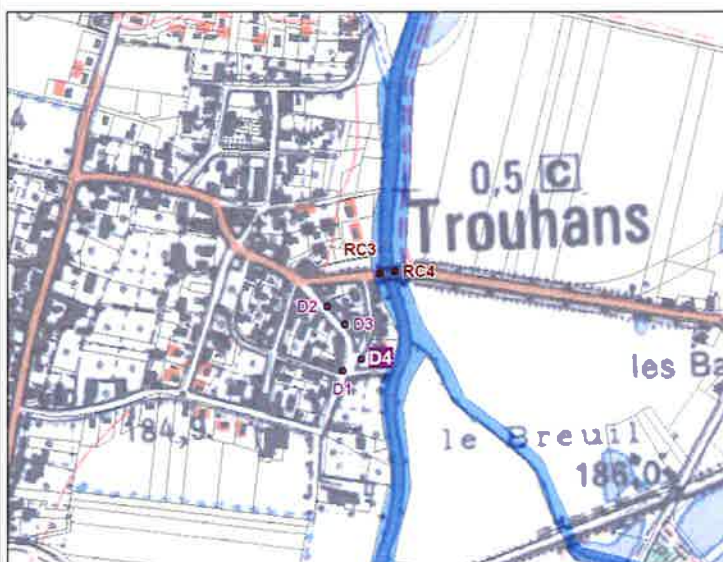 0,5 C
Trouhans
RC3
RC4
D2
D3
D4
D1
les Ba
184,9
le Breuil
186,0